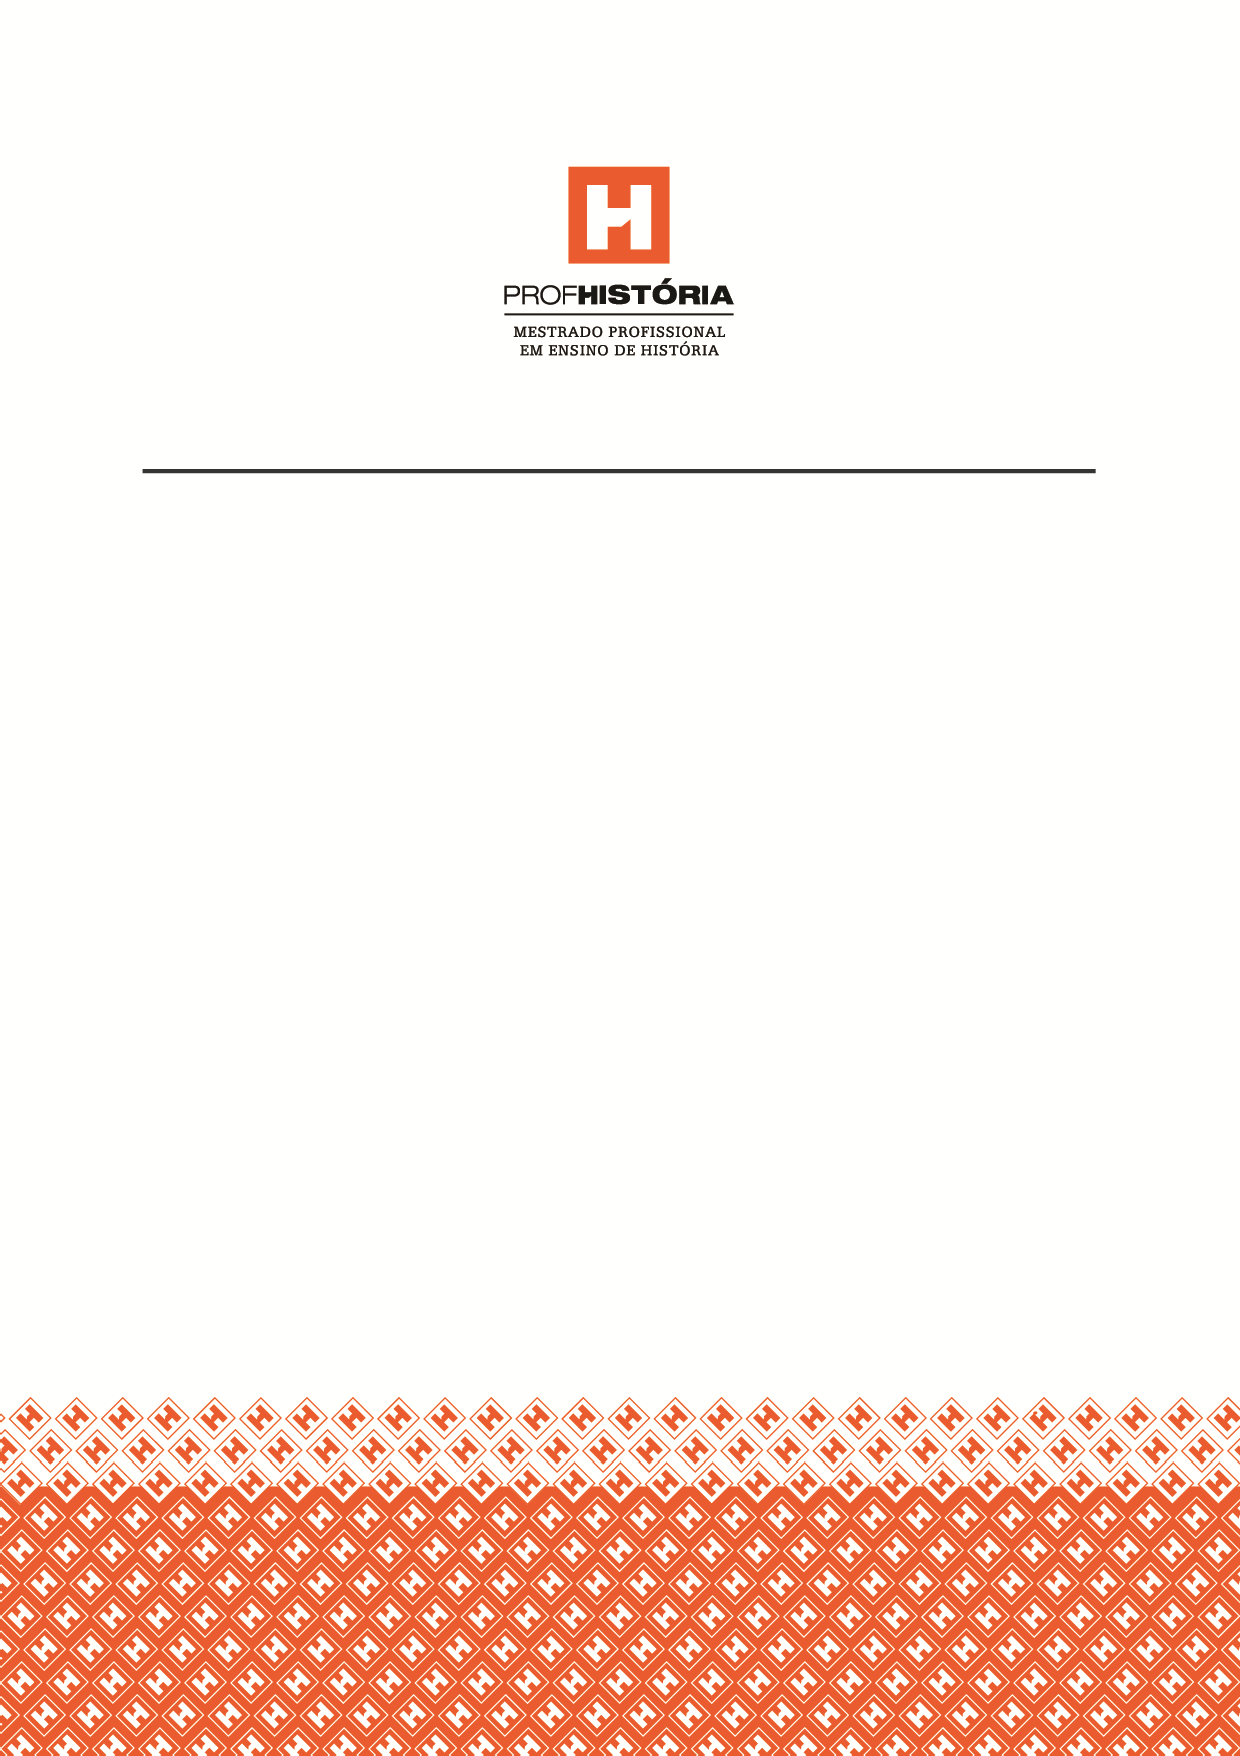 H
PROFHISTÓRIA
MESTRADO PROFISSIONAL
EM ENSINO DE HISTÓRIA